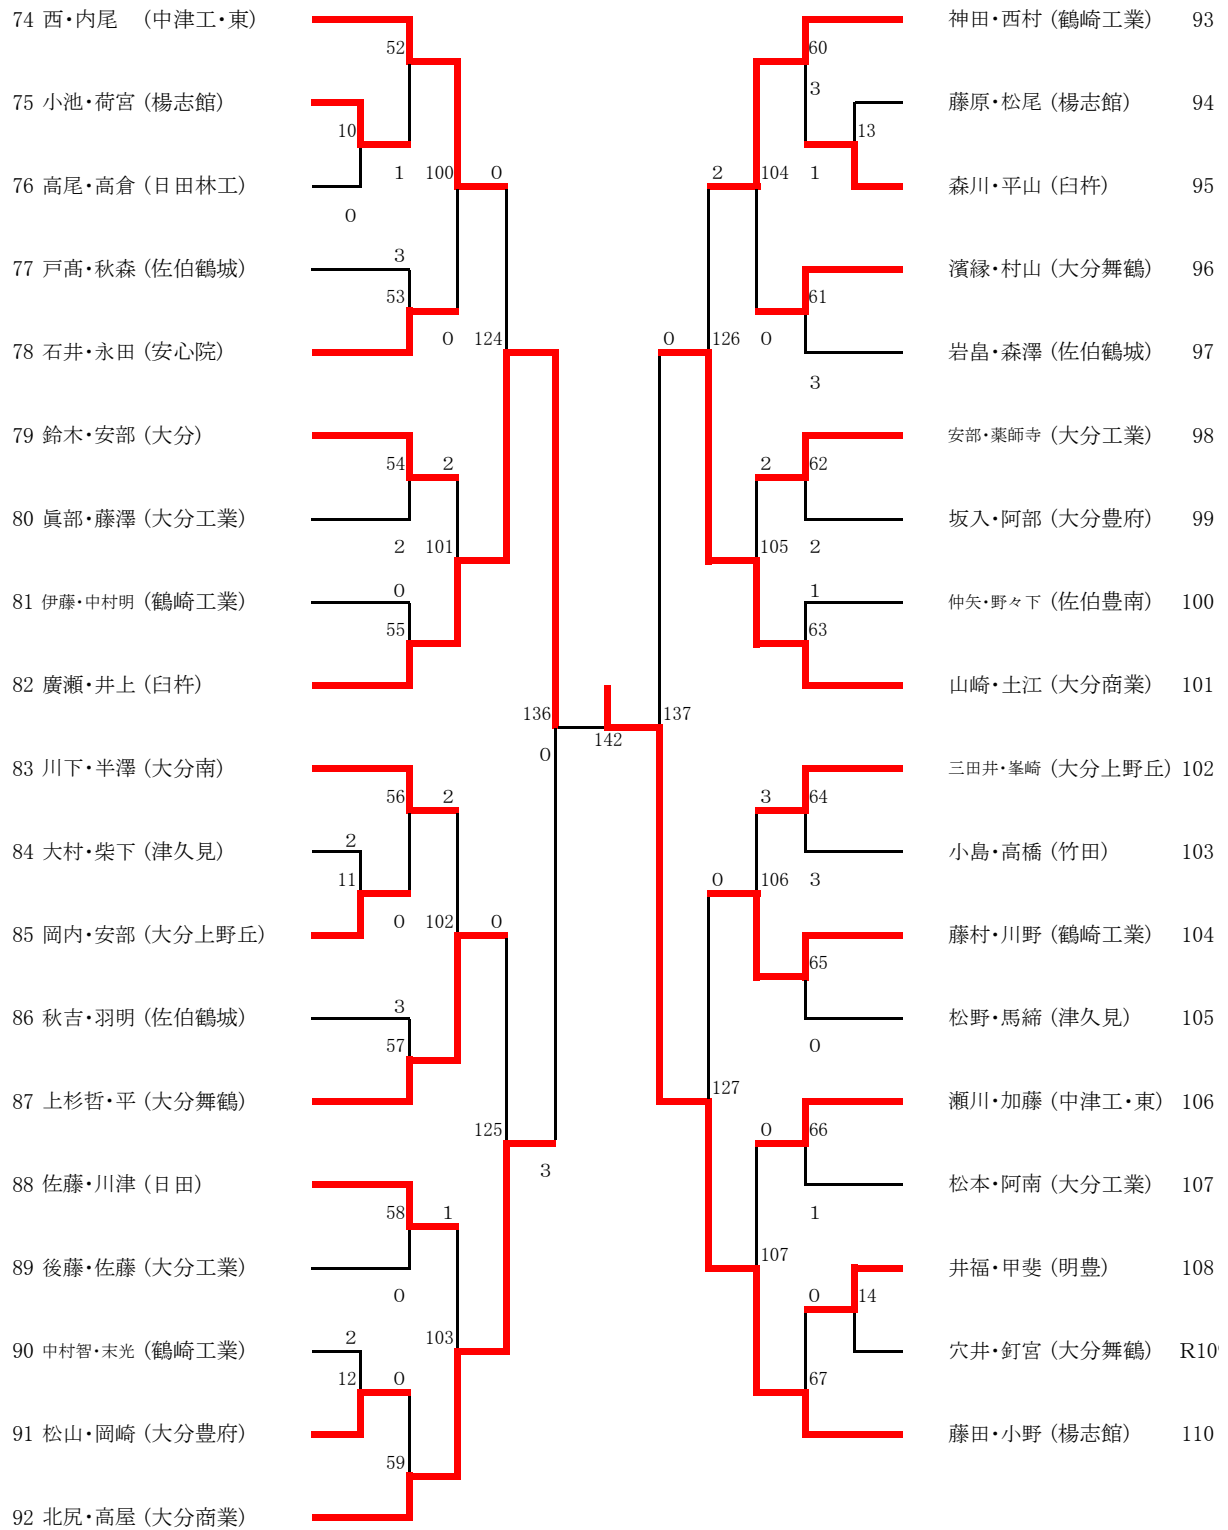 74 西・内尾　(中津工・東)
52
75 小池・荷宮 (楊志館)
10
76 高尾・高倉 (日田林工)
1
100
0
0
77 戸髙・秋森 (佐伯鶴城)
3
53
78 石井・永田 (安心院)
0
124
79 鈴木・安部 (大分)
54
2
80 眞部・藤澤 (大分工業)
2
101
81 伊藤・中村明 (鶴崎工業)
0
55
82 廣瀬・井上 (臼杵)
136
0
142
83 川下・半澤 (大分南)
56
2
84 大村・柴下 (津久見)
2
11
85 岡内・安部 (大分上野丘)
0
102
0
86 秋吉・羽明 (佐伯鶴城)
3
57
87 上杉哲・平 (大分舞鶴)
125
3
88 佐藤・川津 (日田)
58
1
89 後藤・佐藤 (大分工業)
0
103
90 中村智・末光 (鶴崎工業)
2
12
0
91 松山・岡崎 (大分豊府)
59
92 北尻・高屋 (大分商業)
神田・西村 (鶴崎工業) 93
60
3
藤原・松尾 (楊志館) 94
13
2
104
1
森川・平山 (臼杵) 95
濱縁・村山 (大分舞鶴) 96
61
0
126
0
岩畠・森澤 (佐伯鶴城) 97
3
安部・薬師寺 (大分工業) 98
2
62
坂入・阿部 (大分豊府) 99
105
2
1
仲矢・野々下 (佐伯豊南) 100
63
山崎・土江 (大分商業) 101
137
三田井・峯崎 (大分上野丘) 102
3
64
小島・高橋 (竹田) 103
0
106
3
藤村・川野 (鶴崎工業) 104
65
松野・馬締 (津久見) 105
0
127
瀬川・加藤 (中津工・東) 106
0
66
松本・阿南 (大分工業) 107
1
107
井福・甲斐 (明豊) 108
0
14
穴井・釘宮 (大分舞鶴) R109
67
藤田・小野 (楊志館) 110